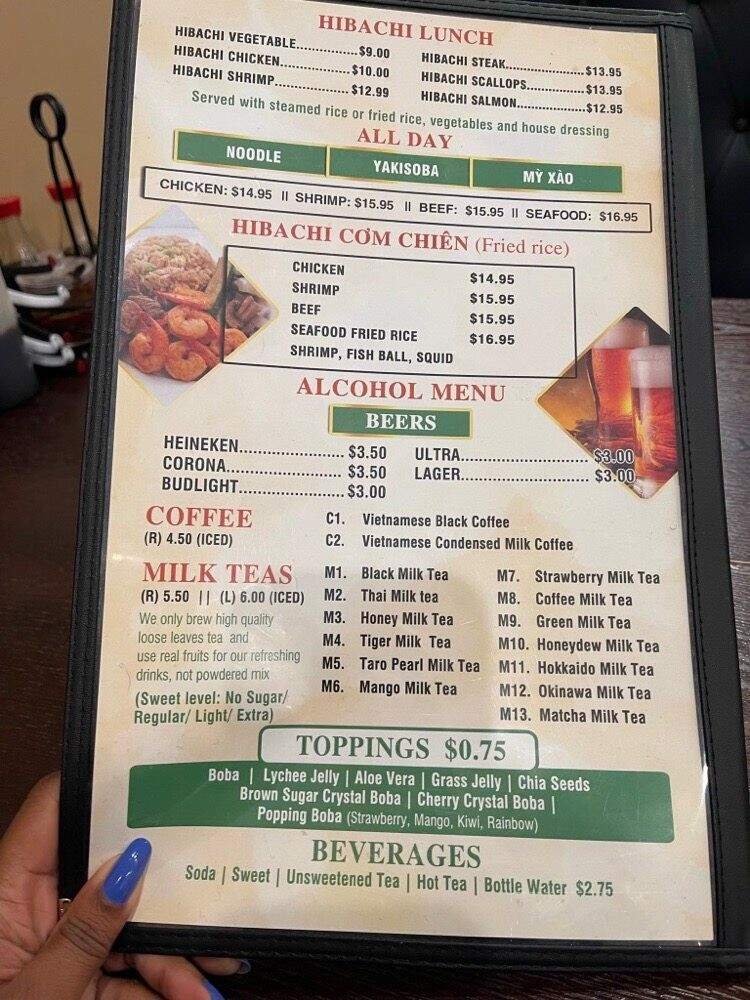 HIBACHI LUNCH
HIBACHI VEGETABLE...............$9.00
HIBACHI CHICKEN..................$10.00
HIBACHI SHRIMP................... $12.99
HIBACHI STEAK.......................$13.95
HIBACHI SCALLOPS.................$13.95
HIBACHI SALMON....................$12.95
Served with steamed rice or fried rice, vegetables and house dressing
ALL DAY
NOODLE YAKISOBA MỲ XÀO
CHICKEN: $14.95 II SHRIMP: $15.95 II BEEF: $15.95 II SEAFOOD: $16.95
HIBACHI CƠM CHIÊN (Fried rice)
CHICKEN $14.95
SHRIMP $15.95
BEEF $15.95
SEAFOOD FRIED RICE $16.95
SHRIMP, FISH BALL, SQUID
ALCOHOL MENU
BEERS
HEINEKEN...................... $3.50
CORONA........................ $3.50
BUDLIGHT......................$3.00
ULTRA........................... $3.00
LAGER........................... $3.00
COFFEE
(R) 4.50 (ICED)
C1. Vietnamese Black Coffee
C2. Vietnamese Condensed Milk Coffee
MILK TEAS
(R) 5.50 || (L) 6.00 (ICED)
We only brew high quality
loose leaves tea and
use real fruits for our refreshing
drinks, not powdered mix
(Sweet level: No Sugar/
Regular/ Light/ Extra)
M1. Black Milk Tea
M2. Thai Milk tea
M3. Honey Milk Tea
M4. Tiger Milk Tea
M5. Taro Pearl Milk Tea
M6. Mango Milk Tea
M7. Strawberry Milk Tea
M8. Coffee Milk Tea
M9. Green Milk Tea
M10. Honeydew Milk Tea
M11. Hokkaido Milk Tea
M12. Okinawa Milk Tea
M13. Matcha Milk Tea
TOPPINGS $0.75
Boba | Lychee Jelly | Aloe Vera | Grass Jelly | Chia Seeds
Brown Sugar Crystal Boba | Cherry Crystal Boba |
Popping Boba (Strawberry, Mango, Kiwi, Rainbow)
BEVERAGES
Soda | Sweet | Unsweetened Tea | Hot Tea | Bottle Water $2.75